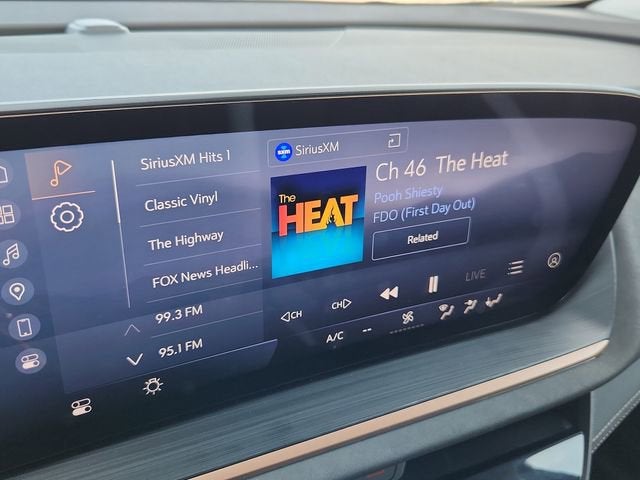 SiriusXM Hits 1
Classic Vinyl
The Highway
FOX News Headli...
99.3 FM
95.1 FM
sxm SiriusXM
The
HEAT
Ch 46 The Heat
Pooh Shiesty
FDO (First Day Out)
Related
CH
CH
LIVE
A/C
--